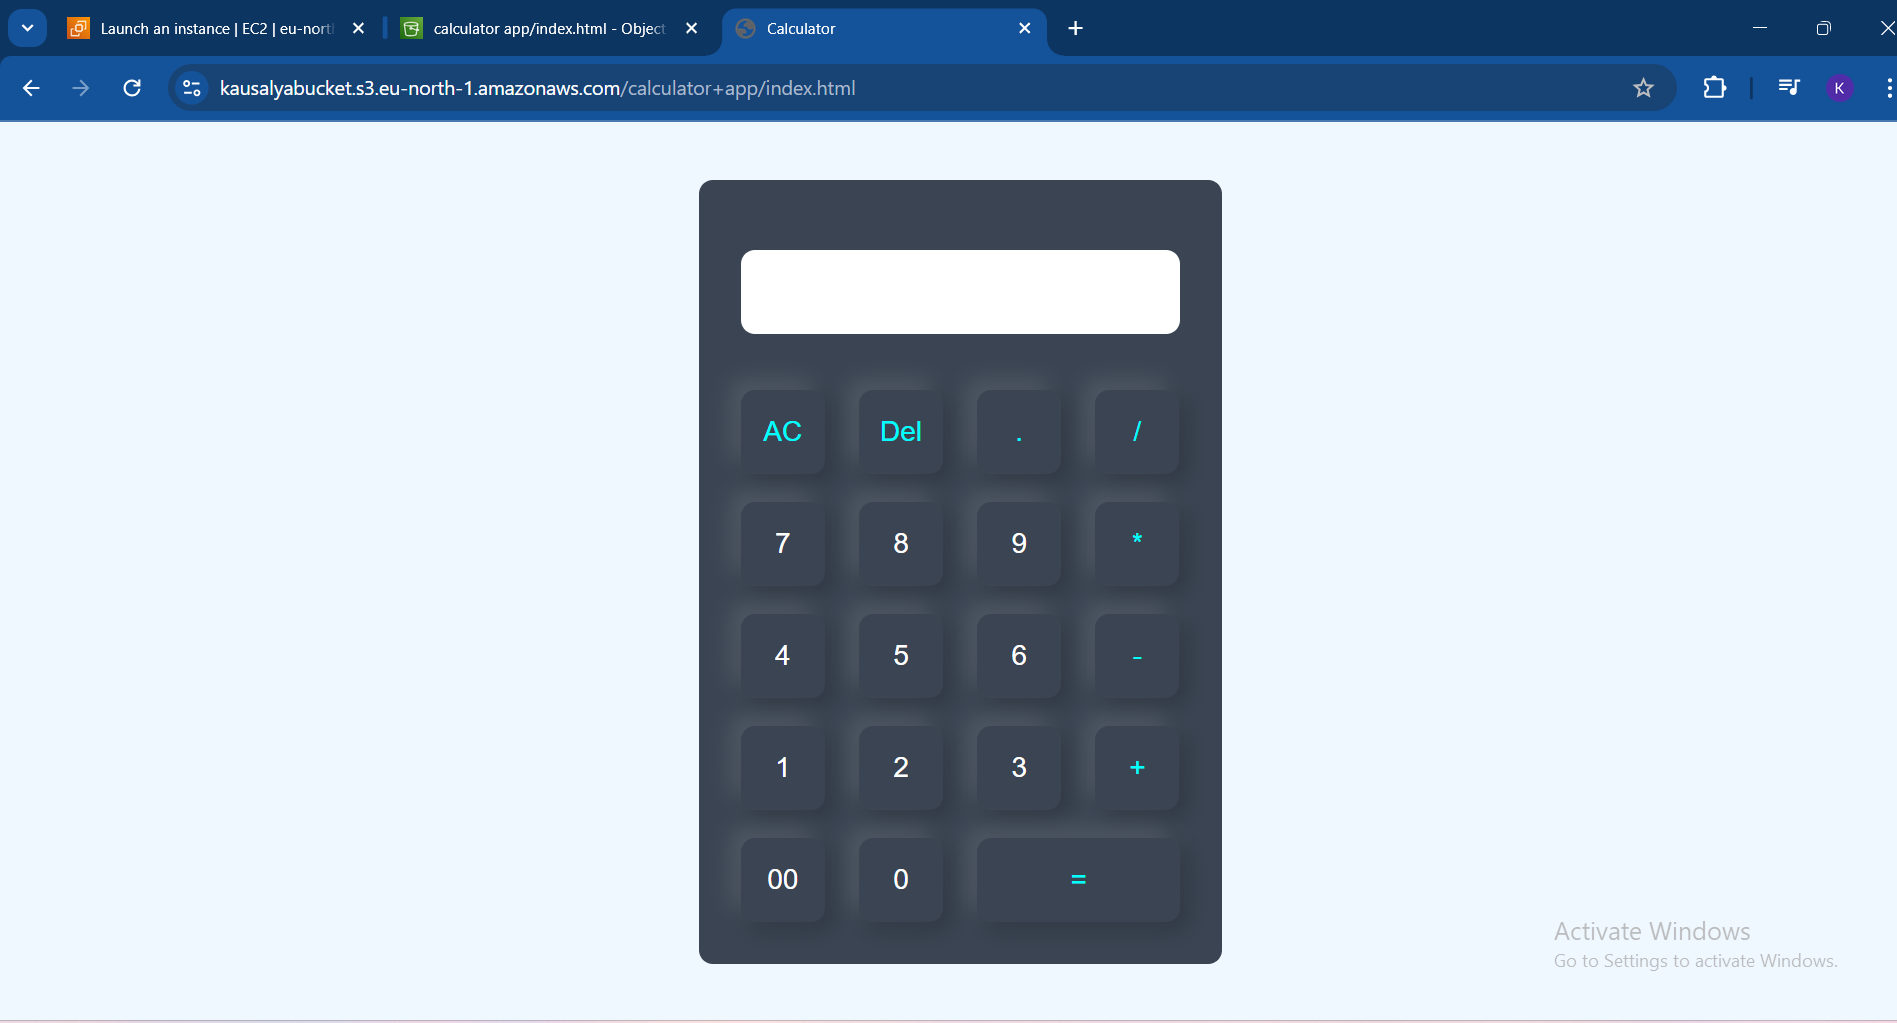 Launch an instance | EC2 | eu-nort
calculator app/index.html - Object
Calculator
kausalyabucket.s3.eu-north-1.amazonaws.com/calculator+app/index.html
K
AC Del . /
7 8 9 *
4 5 6 -
1 2 3 +
00 0 =
Activate Windows
Go to Settings to activate Windows.